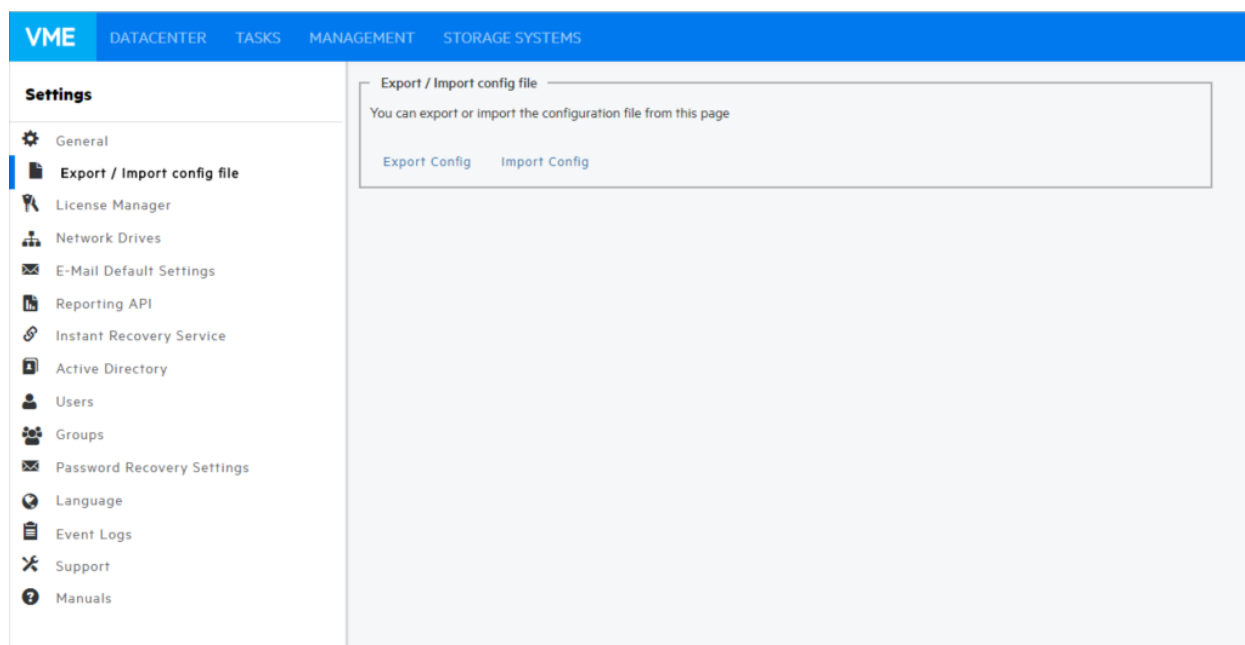 VME DATACENTER TASKS MANAGEMENT STORAGE SYSTEMS
Settings
General
Export / Import config file
License Manager
Network Drives
E-Mail Default Settings
Reporting API
Instant Recovery Service
Active Directory
Users
Groups
Password Recovery Settings
Language
Event Logs
Support
Manuals
Export / Import config file
You can export or import the configuration file from this page
Export Config Import Config